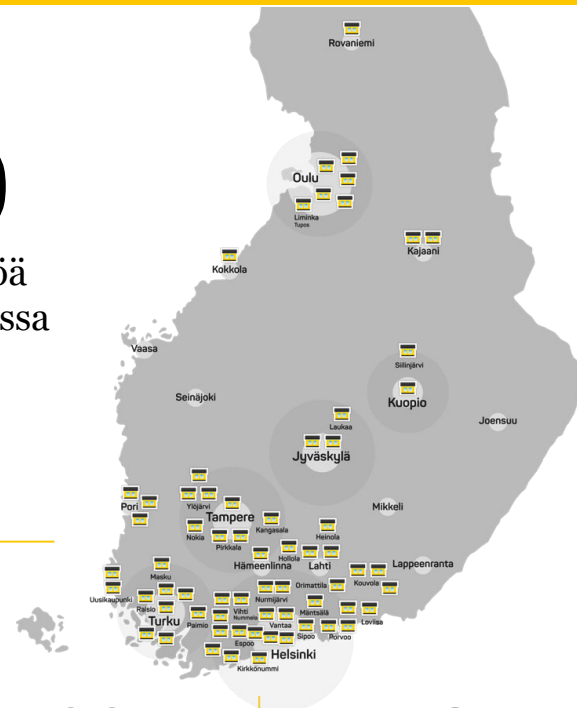 Rovaniemi
Oulu
Liminka
Tupos
Kajaani
Kokkola
öä
ssa
Vaasa
Siilinjärvi
Kuopio
Seinäjoki
Laukaa
Joensuu
Jyväskylä
Pori
Ylöjärvi
Tampere
Mikkeli
Nokia
Pirkkala
Kangasala
Heinola
Hollola
Hämeenlinna
Lahti
Lappeenranta
Masku
Kouvola
Uusikaupunki
Orimattila
Nurmijärvi
Raisio
Mäntsälä
Turku
Paimio
Vihti
Nummela
Vantaa
Loviisa
Sipoo
Porvoo
Espoo
Helsinki
Kirkkonummi